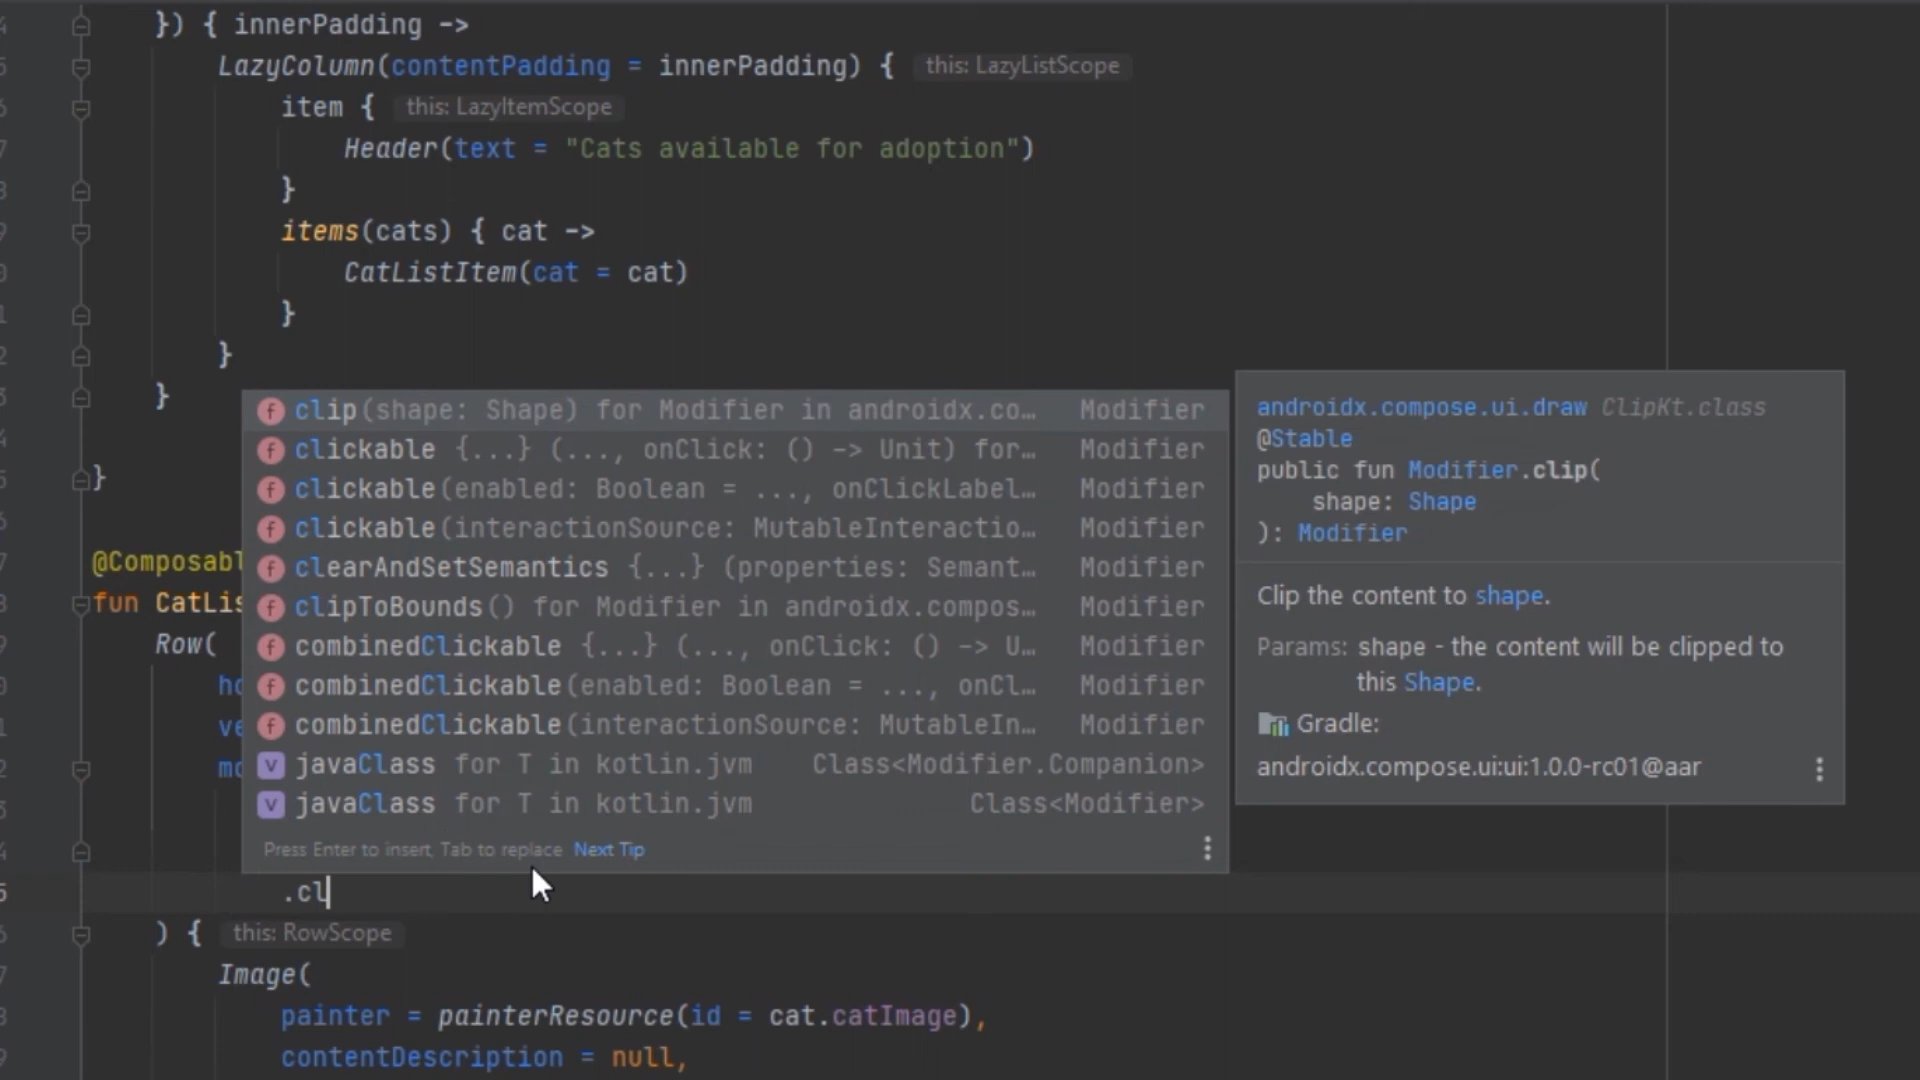 }) { innerPadding ->
LazyColumn(contentPadding = innerPadding) { this: LazyListScope
item { this: LazyItemScope
Header(text = "Cats available for adoption")
}
items(cats) { cat ->
CatListItem(cat = cat)
}
}
}
}
@Composabl
fun CatLis
Row(
ho
ve
mo
clip(shape: Shape) for Modifier in androidx.co… Modifier
clickable {...} (..., onClick: () -> Unit) for… Modifier
clickable(enabled: Boolean = ..., onClickLabel… Modifier
clickable(interactionSource: MutableInteractio… Modifier
clearAndSetSemantics {...} (properties: Semant… Modifier
clipToBounds() for Modifier in androidx.compos… Modifier
combinedClickable {...} (..., onClick: () -> U… Modifier
combinedClickable(enabled: Boolean = ..., onCl… Modifier
combinedClickable(interactionSource: MutableIn… Modifier
javaClass for T in kotlin.jvm Class<Modifier.Companion>
javaClass for T in kotlin.jvm Class<Modifier>
Press Enter to insert, Tab to replace Next Tip
androidx.compose.ui.draw ClipKt.class
@Stable
public fun Modifier.clip(
shape: Shape
): Modifier
Clip the content to shape.
Params: shape - the content will be clipped to
this Shape.
Gradle:
androidx.compose.ui:ui:1.0.0-rc01@aar
.cl
) { this: RowScope
Image(
painter = painterResource(id = cat.catImage),
contentDescription = null,